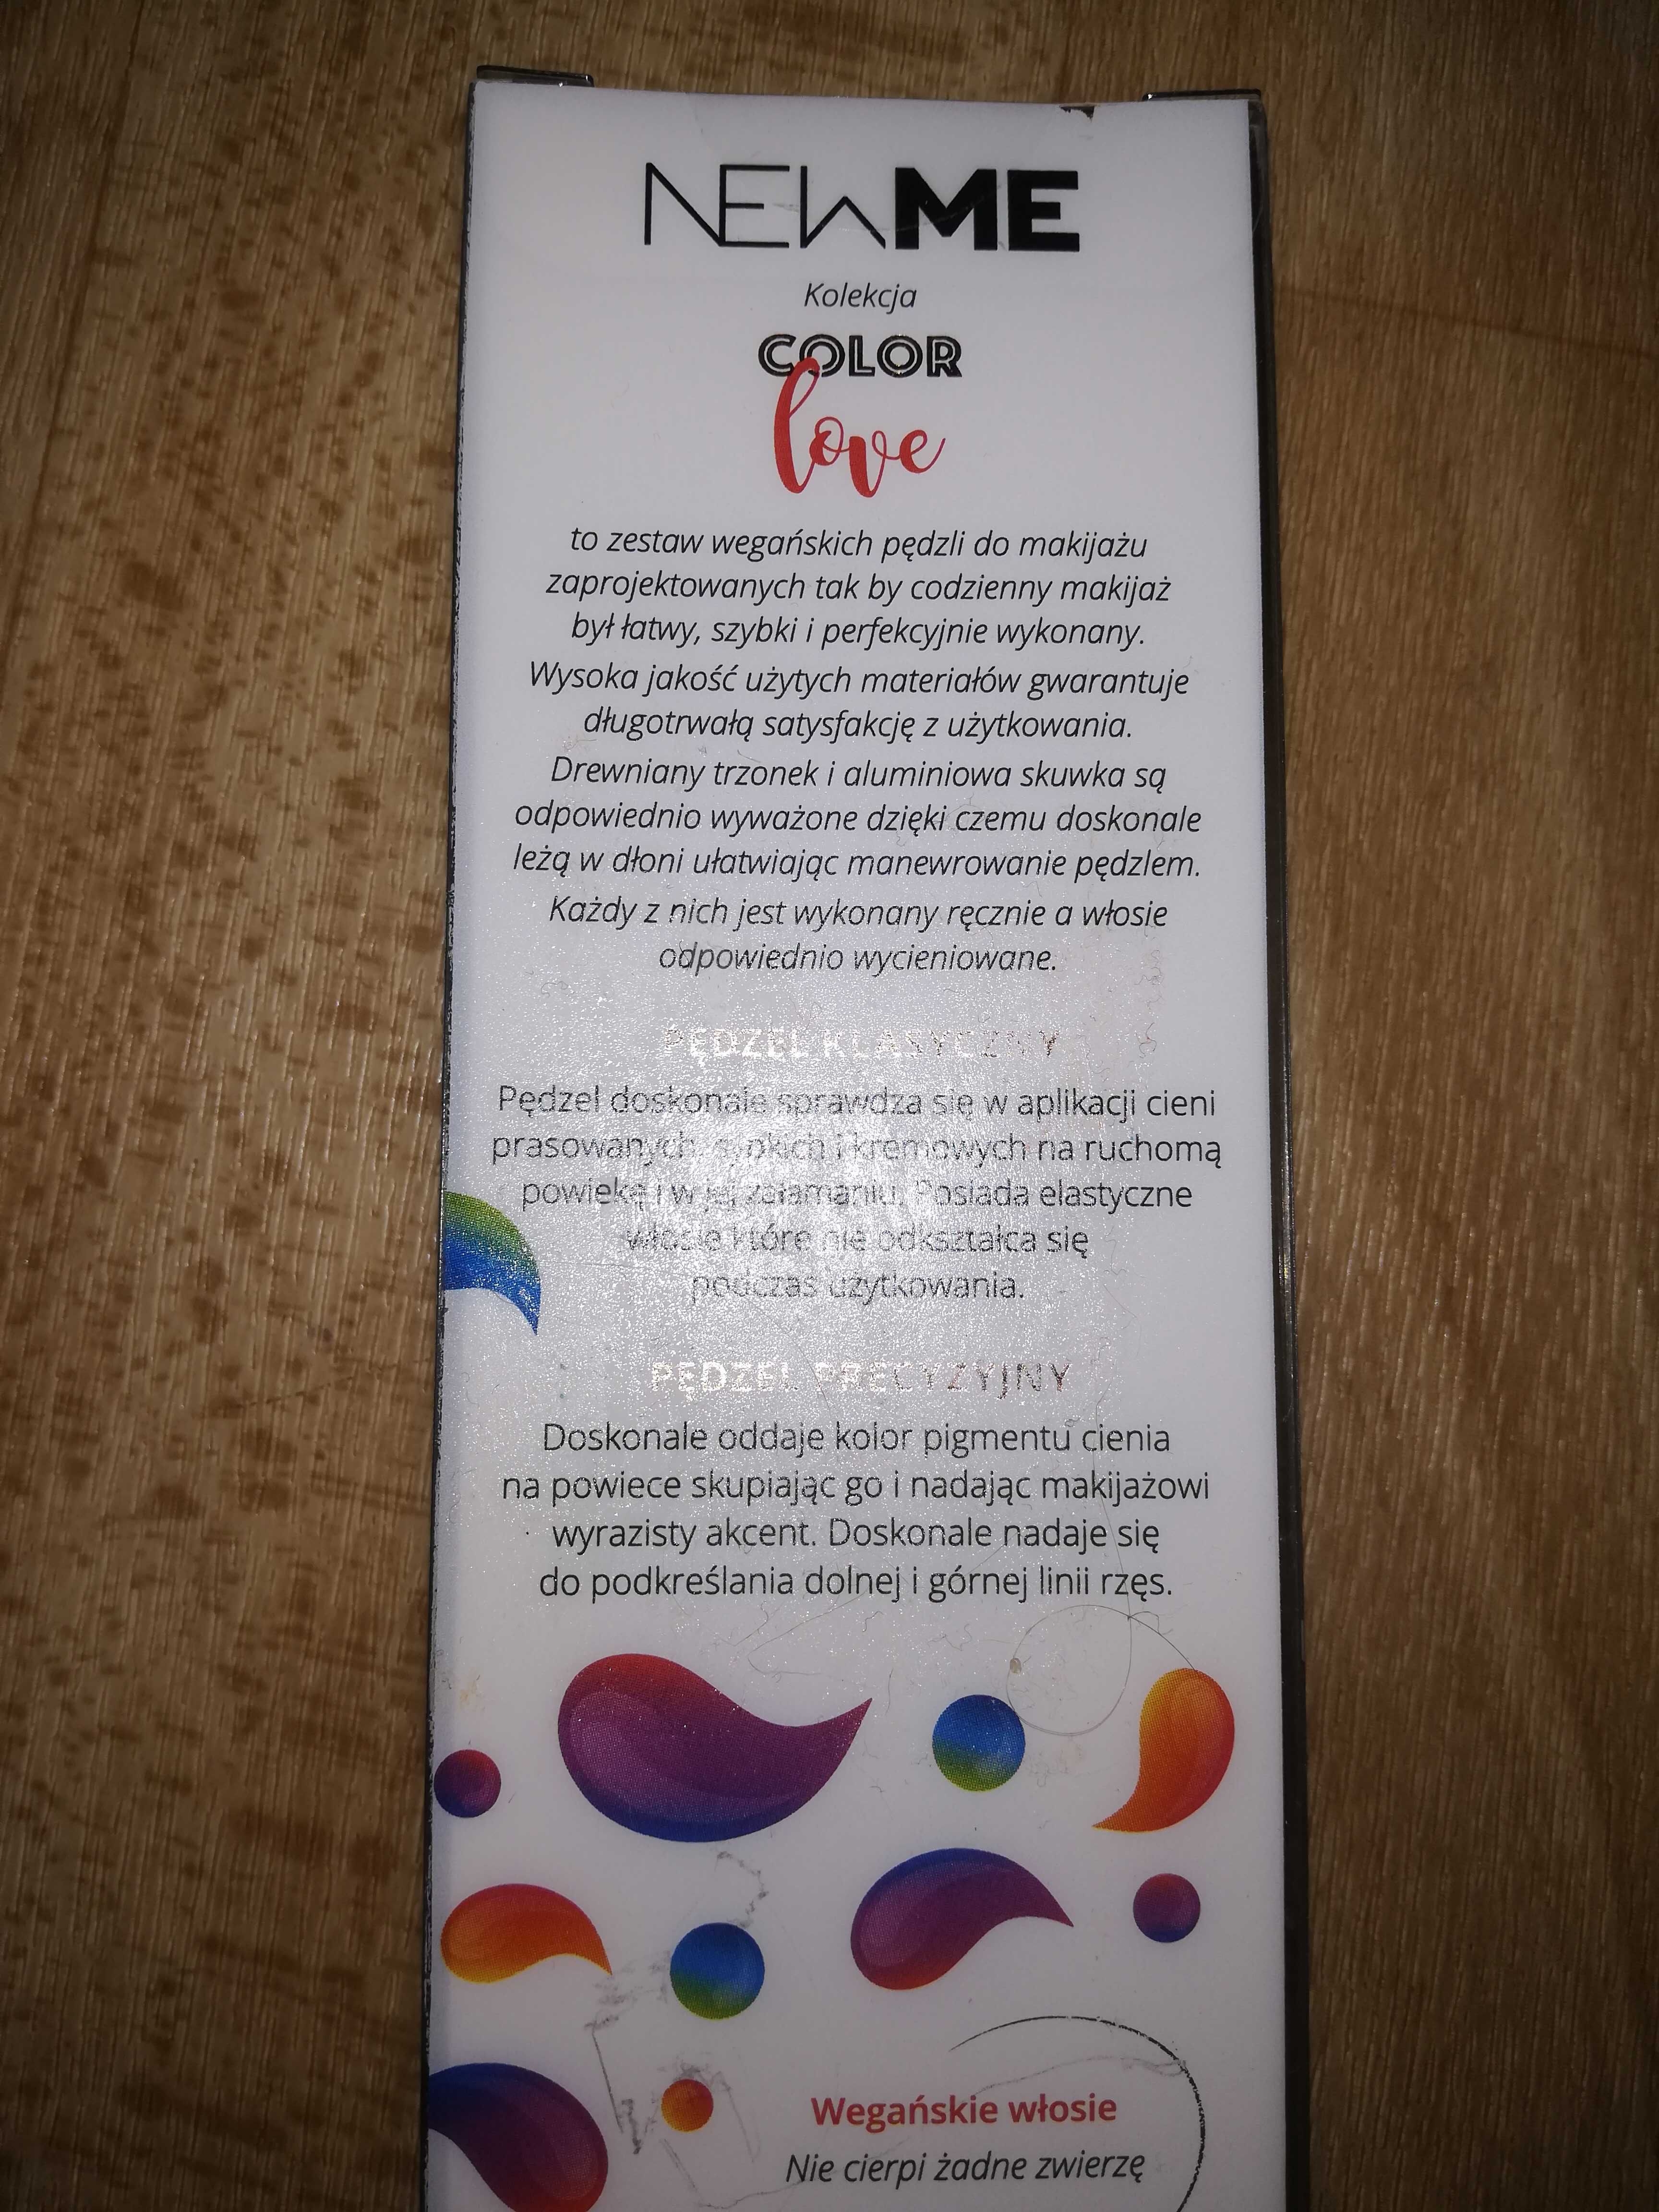 NEWME
Kolekcja
COLOR
love
to zestaw wegańskich pędzli do makijażu
zaprojektowanych tak by codzienny makijaż
był łatwy, szybki i perfekcyjnie wykonany.
Wysoka jakość użytych materiałów gwarantuje
długotrwałą satysfakcję z użytkowania.
Drewniany trzonek i aluminiowa skuwka są
odpowiednio wyważone dzięki czemu doskonale
leżą w dłoni ułatwiając manewrowanie pędzlem.
Każdy z nich jest wykonany ręcznie a włosie
odpowiednio wycieniowane.
PĘDZEL KLASYCZNY
Pędzel doskonale sprawdza się w aplikacji cieni
prasowanych, sypkich i kremowych na ruchomą
powiekę i w jej załamaniu. Posiada elastyczne
włosie które nie odkształca się
podczas użytkowania.
PĘDZEL PRECYZYJNY
Doskonale oddaje kolor pigmentu cienia
na powiece skupiając go i nadając makijażowi
wyrazisty akcent. Doskonale nadaje się
do podkreślania dolnej i górnej linii rzęs.
Wegańskie włosie
Nie cierpi żadne zwierzę